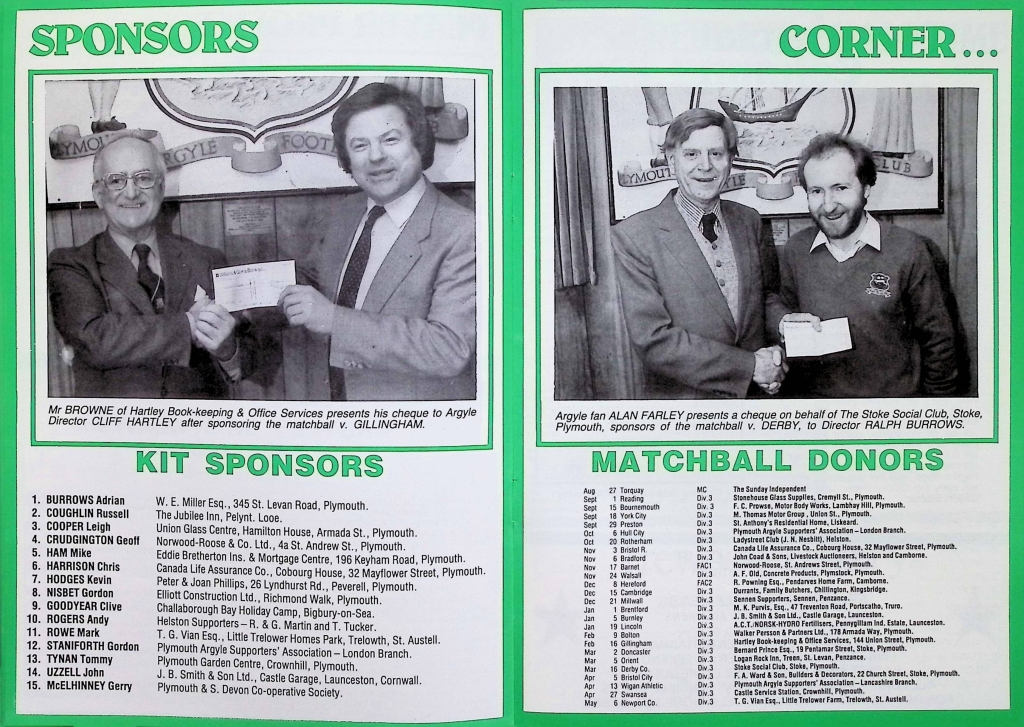 SPONSORS
YMOU
ARGYLE
FOOT
Mr BROWNE of Hartley Book-keeping & Office Services presents his cheque to Argyle
Director CLIFF HARTLEY after sponsoring the matchball v. GILLINGHAM.
KIT SPONSORS
1. BURROWS Adrian W. E. Miller Esq., 345 St. Levan Road, Plymouth.
2. COUGHLIN Russell The Jubilee Inn, Pelynt. Looe.
3. COOPER Leigh Union Glass Centre, Hamilton House, Armada St., Plymouth.
4. CRUDGINGTON Geoff Norwood-Roose & Co. Ltd., 4a St. Andrew St., Plymouth.
5. HAM Mike Eddie Bretherton Ins. & Mortgage Centre, 196 Keyham Road, Plymouth.
6. HARRISON Chris Canada Life Assurance Co., Cobourg House, 32 Mayflower Street, Plymouth.
7. HODGES Kevin Peter & Joan Phillips, 26 Lyndhurst Rd., Peverell, Plymouth.
8. NISBET Gordon Elliott Construction Ltd., Richmond Walk, Plymouth.
9. GOODYEAR Clive Challaborough Bay Holiday Camp, Bigbury-on-Sea.
10. ROGERS Andy Helston Supporters – R. & G. Martin and T. Tucker.
11. ROWE Mark T. G. Vian Esq., Little Trelower Homes Park, Trelowth, St. Austell.
12. STANIFORTH Gordon Plymouth Argyle Supporters' Association – London Branch.
13. TYNAN Tommy Plymouth Garden Centre, Crownhill, Plymouth.
14. UZZELL John J. B. Smith & Son Ltd., Castle Garage, Launceston, Cornwall.
15. McELHINNEY Gerry Plymouth & S. Devon Co-operative Society.
CORNER...
LYMOUT
YLE
CLUB
Argyle fan ALAN FARLEY presents a cheque on behalf of The Stoke Social Club, Stoke,
Plymouth, sponsors of the matchball v. DERBY, to Director RALPH BURROWS.
MATCHBALL DONORS
Aug 27 Torquay MC The Sunday Independent
Sept 1 Reading Div.3 Stonehouse Glass Supplies, Cremyll St., Plymouth.
Sept 15 Bournemouth Div.3 F. C. Prowse, Motor Body Works, Lambhay Hill, Plymouth.
Sept 18 York City Div.3 M. Thomas Motor Group, Union St., Plymouth.
Sept 29 Preston Div.3 St. Anthony's Residential Home, Liskeard.
Oct 6 Hull City Div.3 Plymouth Argyle Supporters' Association – London Branch.
Oct 20 Rotherham Div.3 Ladystreet Club (J. N. Nesbitt), Helston.
Nov 3 Bristol R. Div.3 Canada Life Assurance Co., Cobourg House, 32 Mayflower Street, Plymouth.
Nov 6 Bradford Div.3 John Coad & Sons, Livestock Auctioneers, Helston and Camborne.
Nov 17 Barnet FAC1 Norwood-Roose, St. Andrews Street, Plymouth.
Nov 24 Walsall Div.3 A. F. Old, Concrete Products, Plymstock, Plymouth.
Dec 8 Hereford FAC2 R. Powning Esq., Pendarves Home Farm, Camborne.
Dec 15 Cambridge Div.3 Durrants, Family Butchers, Chillington, Kingsbridge.
Dec 21 Millwall Div.3 Sennen Supporters, Sennen, Penzance.
Jan 1 Brentford Div.3 M. K. Purvis, Esq., 47 Treventon Road, Portscatho, Truro.
Jan 5 Burnley Div.3 J. B. Smith & Son Ltd., Castle Garage, Launceston.
Jan 19 Lincoln Div.3 A.C.T./NORSK-HYDRO Fertilisers, Pennygillam Ind. Estate, Launceston.
Feb 9 Bolton Div.3 Walker Persson & Partners Ltd., 178 Armada Way, Plymouth.
Feb 16 Gillingham Div.3 Hartley Book-keeping & Office Services, 144 Union Street, Plymouth.
Mar 2 Doncaster Div.3 Bernard Prince Esq., 19 Pentamar Street, Stoke, Plymouth.
Mar 5 Orient Div.3 Logan Rock Inn, Treen, St. Levan, Penzance.
Mar 16 Derby Co. Div.3 Stoke Social Club, Stoke, Plymouth.
Apr 5 Bristol City Div.3 F. A. Ward & Son, Builders & Decorators, 22 Church Street, Stoke, Plymouth.
Apr 13 Wigan Athletic Div.3 Plymouth Argyle Supporters' Association – Lancashire Branch.
Apr 27 Swansea Div.3 Castle Service Station, Crownhill, Plymouth.
May 6 Newport Co. Div.3 T. G. Vian Esq., Little Trelower Farm, Trelowth, St. Austell.